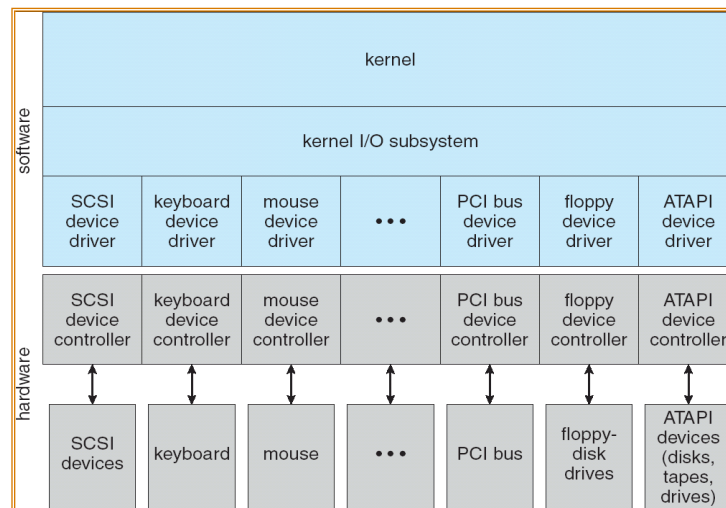 software
kernel
kernel I/O subsystem
SCSI
device
driver
keyboard
device
driver
mouse
device
driver
•••
PCI bus
device
driver
floppy
device
driver
ATAPI
device
driver
hardware
SCSI
device
controller
keyboard
device
controller
mouse
device
controller
•••
PCI bus
device
controller
floppy
device
controller
ATAPI
device
controller
SCSI
devices
keyboard
mouse
•••
PCI bus
floppy-
disk
drives
ATAPI
devices
(disks,
tapes,
drives)